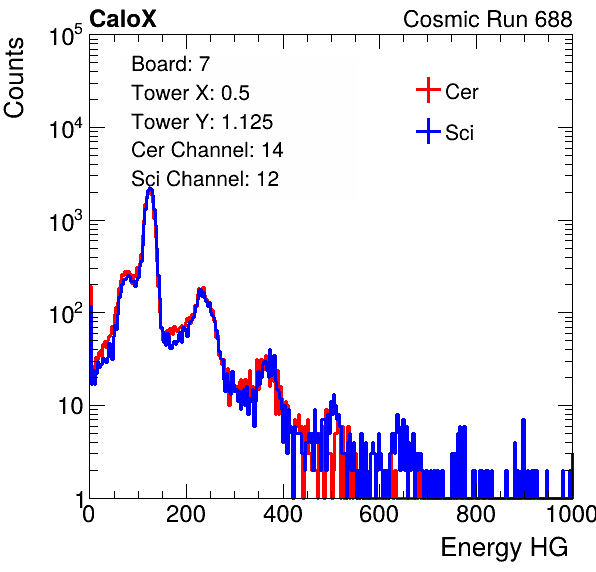 CaloX Cosmic Run 688
Counts
10^5
10^4
10^3
10^2
10
1
Board: 7
Tower X: 0.5
Tower Y: 1.125
Cer Channel: 14
Sci Channel: 12
Cer
Sci
0 200 400 600 800 1000
Energy HG